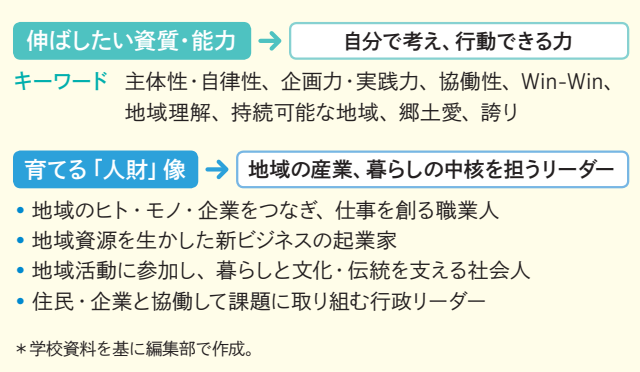 伸ばしたい資質・能力 → 自分で考え、行動できる力
キーワード 主体性・自律性、企画力・実践力、協働性、Win-Win、
地域理解、持続可能な地域、郷土愛、誇り
育てる「人財」像 → 地域の産業、暮らしの中核を担うリーダー
• 地域のヒト・モノ・企業をつなぎ、仕事を創る職業人
• 地域資源を生かした新ビジネスの起業家
• 地域活動に参加し、暮らしと文化・伝統を支える社会人
• 住民・企業と協働して課題に取り組む行政リーダー
＊学校資料を基に編集部で作成。